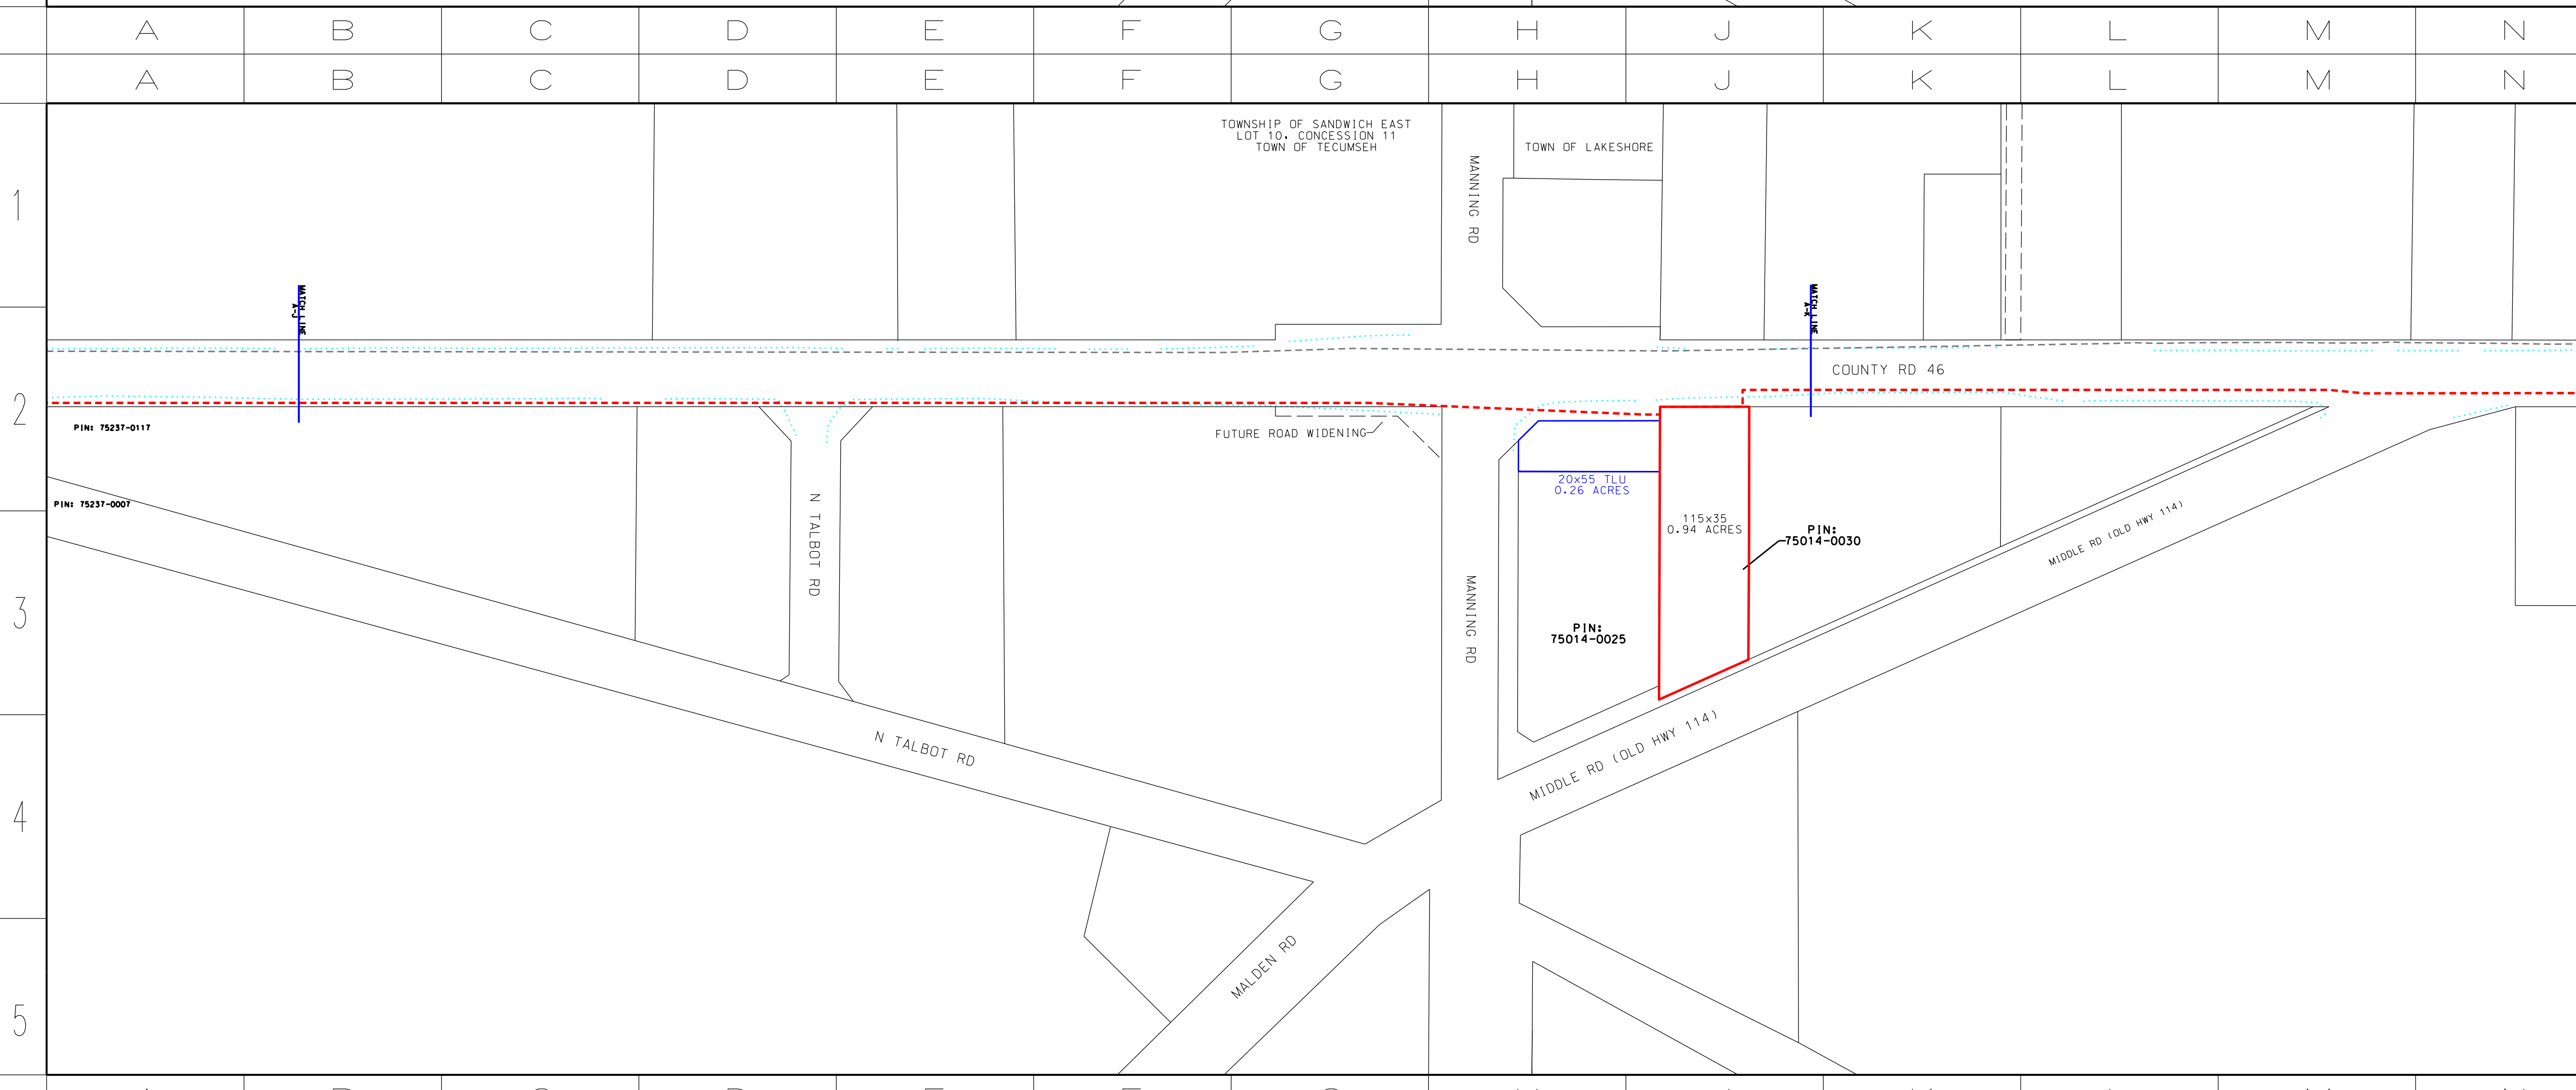 A B C D E F G H J K L M N
A B C D E F G H J K L M N
TOWNSHIP OF SANDWICH EAST
LOT 10, CONCESSION 11
TOWN OF TECUMSEH
TOWN OF LAKESHORE
MANNING RD
1
MATCH LINE
A-J
MATCH LINE
A-K
COUNTY RD 46
2
PIN: 75237-0117
FUTURE ROAD WIDENING
20x55 TLU
0.26 ACRES
PIN: 75237-0007
N TALBOT RD
115x35
0.94 ACRES
PIN:
75014-0030
MIDDLE RD (OLD HWY 114)
3
MANNING RD
PIN:
75014-0025
N TALBOT RD
MIDDLE RD (OLD HWY 114)
4
MALDEN RD
5